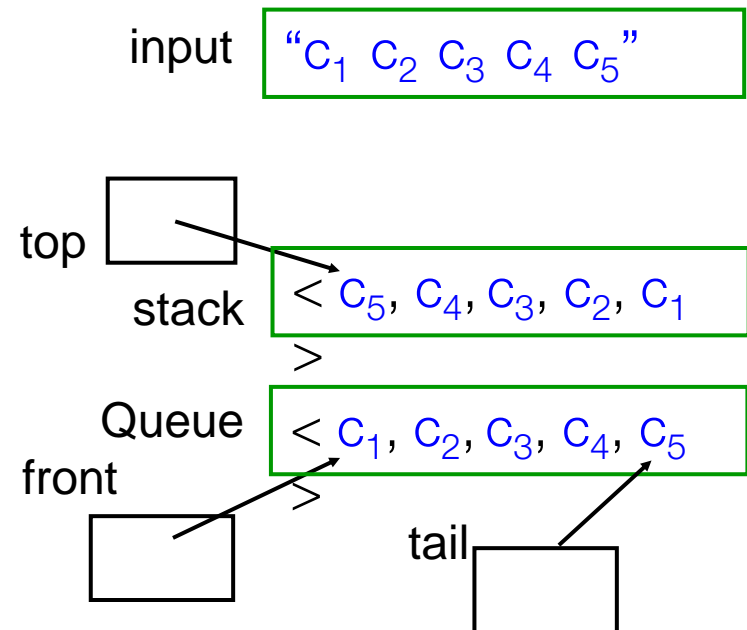 input “C₁ C₂ C₃ C₄ C₅”
top
stack < C₅, C₄, C₃, C₂, C₁
>
Queue < C₁, C₂, C₃, C₄, C₅
front >
tail